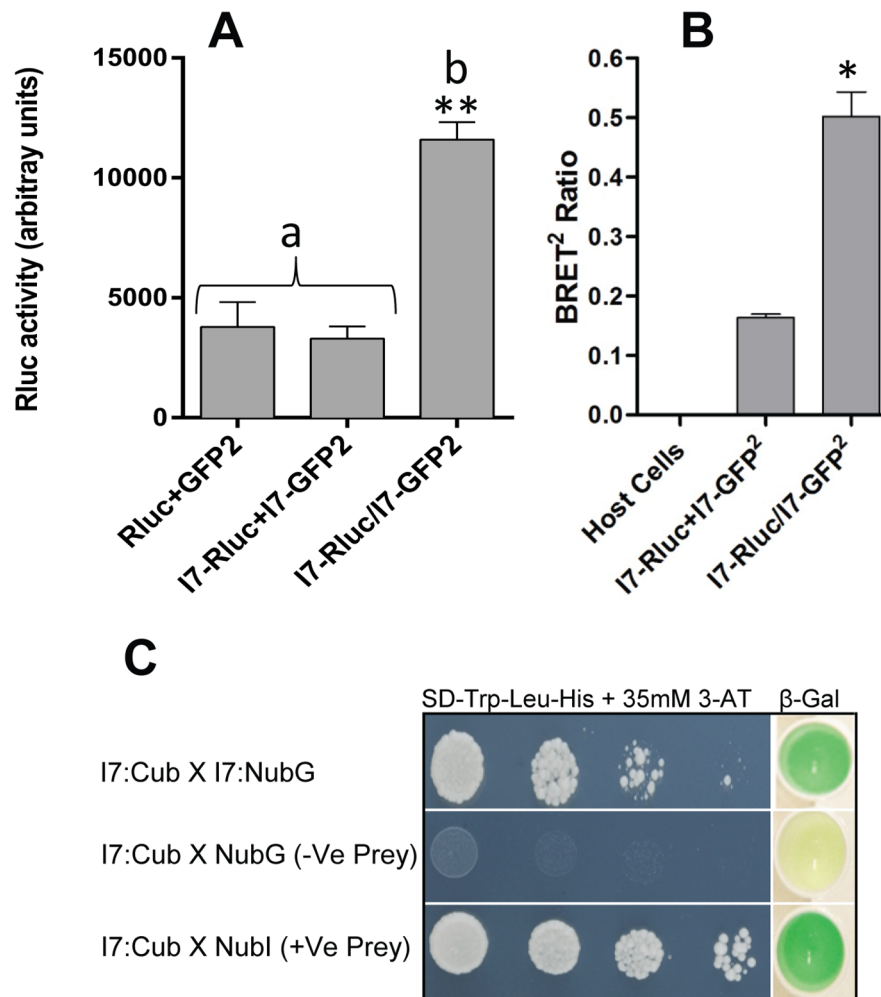 A
Rluc activity (arbitray units)
15000
10000
5000
0
a
b
**
Rluc+GFP2
I7-Rluc+I7-GFP2
I7-Rluc/I7-GFP2
B
BRET² Ratio
0.6
0.5
0.4
0.3
0.2
0.1
0.0
*
Host Cells
I7-Rluc+I7-GFP²
I7-Rluc/I7-GFP²
C
SD-Trp-Leu-His + 35mM 3-AT
β-Gal
I7:Cub X I7:NubG
I7:Cub X NubG (-Ve Prey)
I7:Cub X NubI (+Ve Prey)